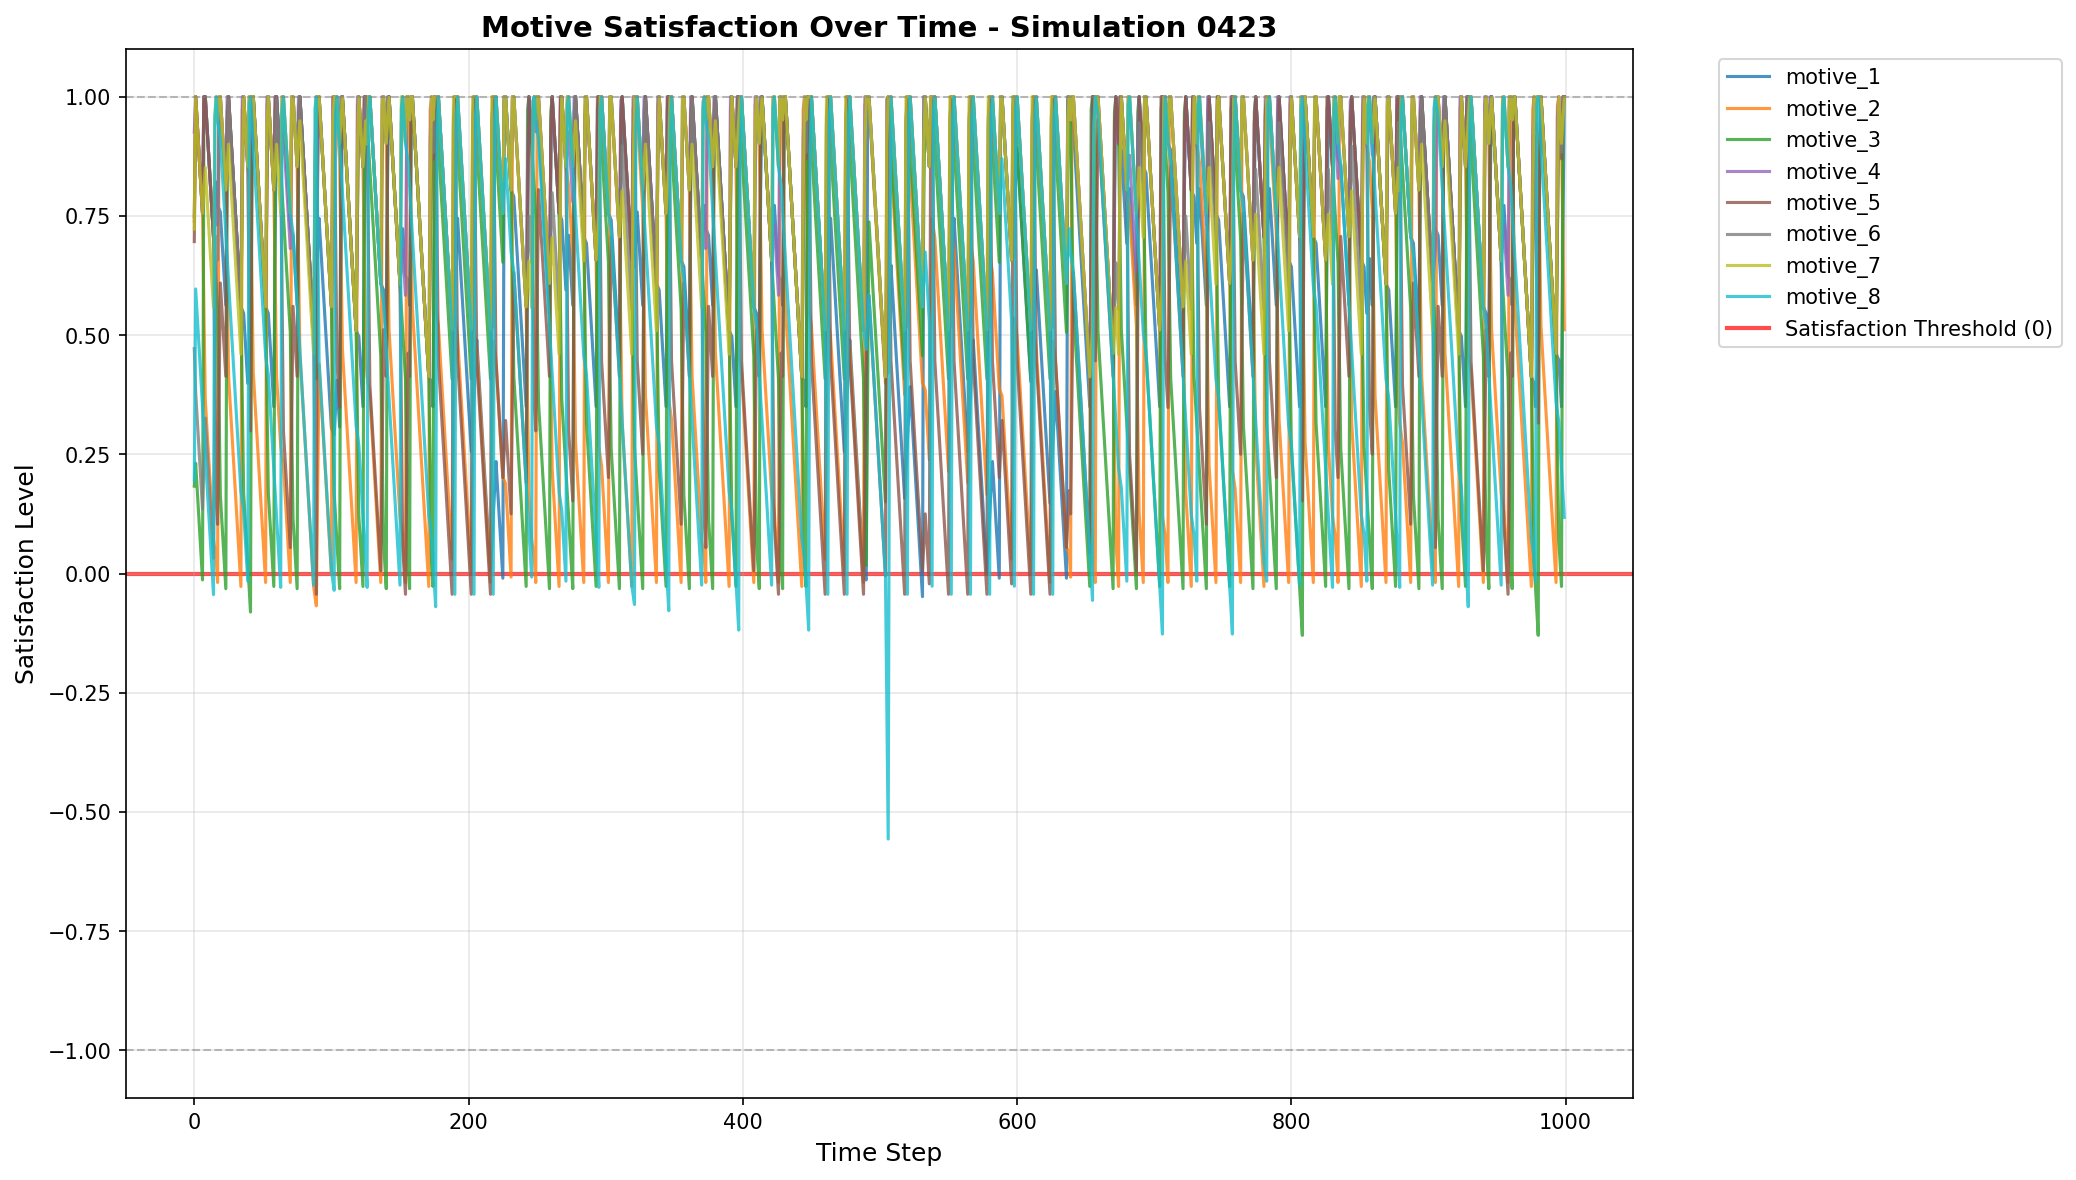 Motive Satisfaction Over Time - Simulation 0423
1.00
0.75
0.50
0.25
0.00
−0.25
−0.50
−0.75
−1.00
Satisfaction Level
0
200
400
600
800
1000
Time Step
motive_1
motive_2
motive_3
motive_4
motive_5
motive_6
motive_7
motive_8
Satisfaction Threshold (0)